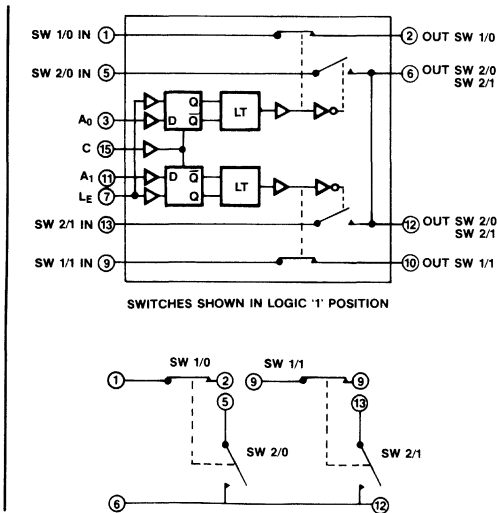 SW 1/0 IN 1 2 OUT SW 1/0
SW 2/0 IN 5 6 OUT SW 2/0
SW 2/1
Q
LT
A0 3 D Q̅
C 15
A1 11 D Q̅
LT
LE 7 Q
SW 2/1 IN 13 12 OUT SW 2/0
SW 2/1
SW 1/1 IN 9 10 OUT SW 1/1
SWITCHES SHOWN IN LOGIC '1' POSITION
SW 1/0 SW 1/1
1 2 9 9
5 13
SW 2/0 SW 2/1
6 12